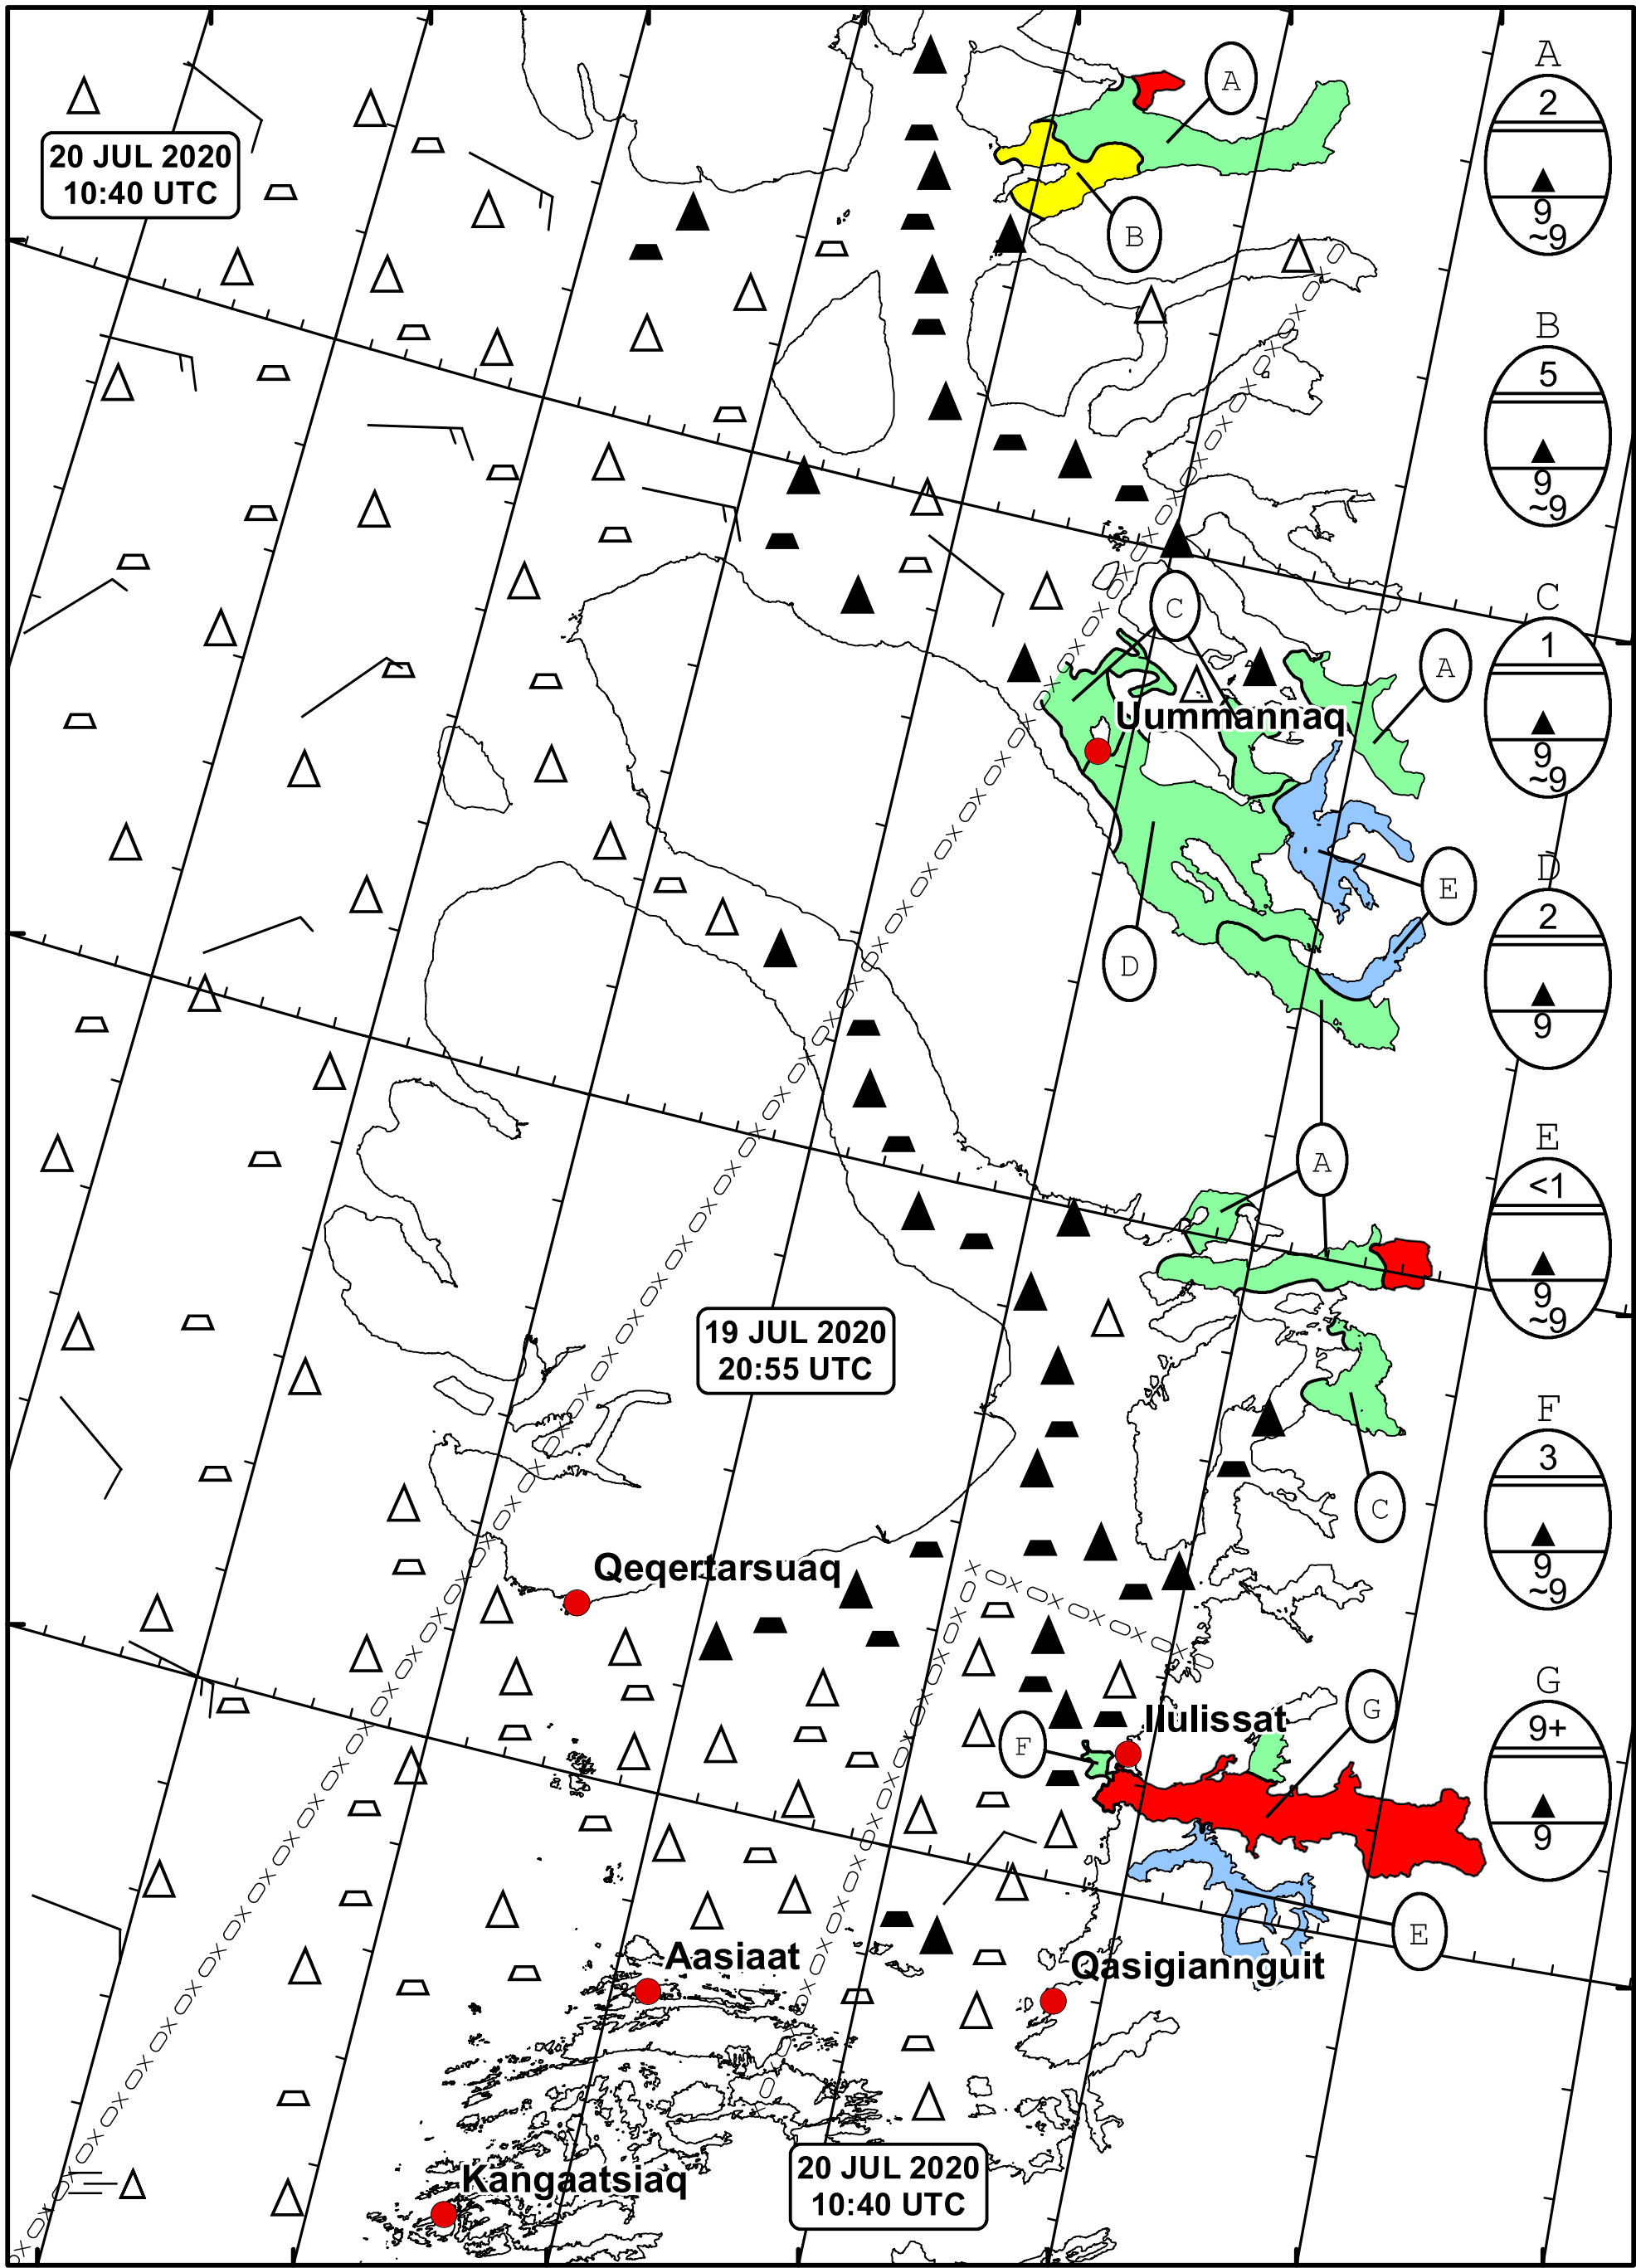 A
2
9
~9
A
20 JUL 2020
10:40 UTC
B
B
5
9
~9
C
C
1
9
~9
A
Uummannaq
D
2
9
E
D
E
<1
9
~9
A
19 JUL 2020
20:55 UTC
F
3
9
~9
C
Qeqertarsuaq
G
9+
9
G
Ilulissat
F
E
Aasiaat
Qasigiannguit
20 JUL 2020
10:40 UTC
Kangaatsiaq